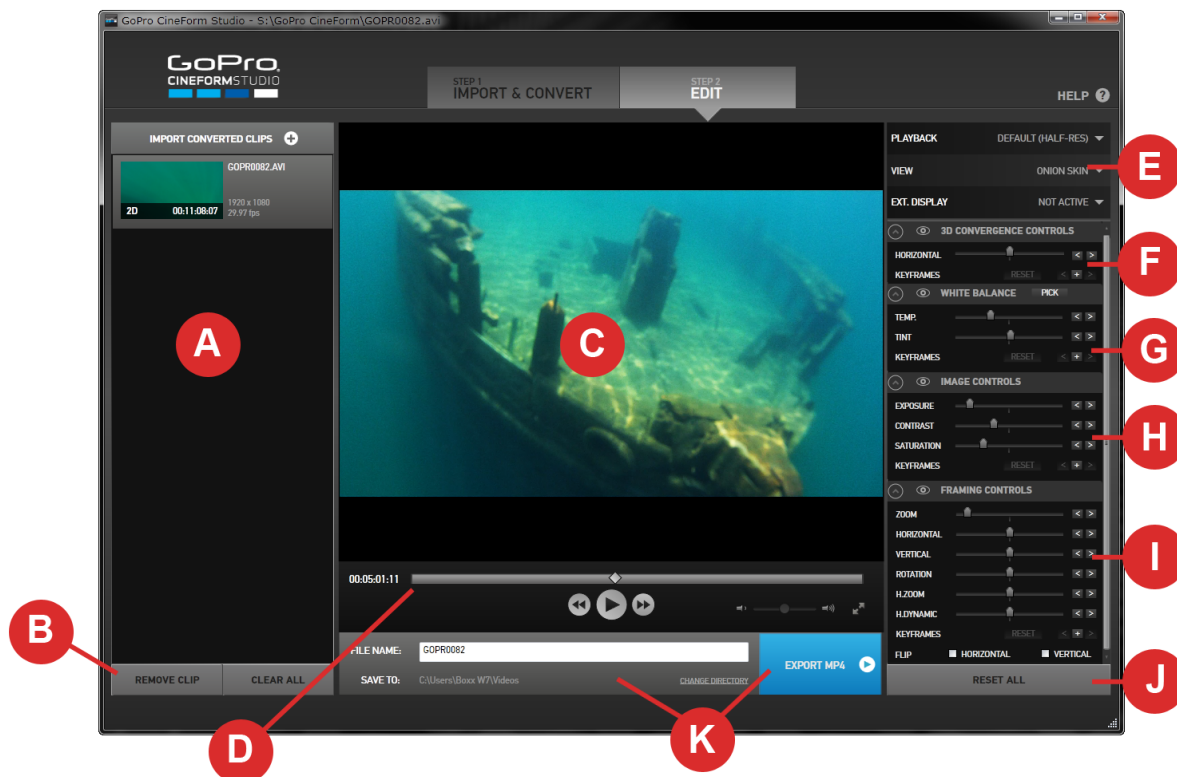 GoPro CineForm Studio - S:\GoPro CineForm\GOPR0082.avi
GoPro
CINEFORMSTUDIO
STEP 1
IMPORT & CONVERT
STEP 2
EDIT
HELP ?
IMPORT CONVERTED CLIPS
GOPR0082.AVI
1920 x 1080
29.97 fps
2D 00:11:08:07
A
C
PLAYBACK DEFAULT (HALF-RES)
VIEW ONION SKIN
E
EXT. DISPLAY NOT ACTIVE
3D CONVERGENCE CONTROLS
HORIZONTAL < >
F
KEYFRAMES RESET < + >
WHITE BALANCE PICK
TEMP. < >
TINT < >
G
KEYFRAMES RESET < + >
IMAGE CONTROLS
EXPOSURE < >
CONTRAST < >
H
SATURATION < >
KEYFRAMES RESET < + >
FRAMING CONTROLS
ZOOM < >
HORIZONTAL < >
VERTICAL < >
I
ROTATION < >
H.ZOOM < >
H.DYNAMIC < >
KEYFRAMES RESET < + >
FLIP HORIZONTAL VERTICAL
RESET ALL
J
00:05:01:11
FILE NAME: GOPR0082
SAVE TO: C:\Users\Boxx W7\Videos CHANGE DIRECTORY
EXPORT MP4
B
REMOVE CLIP CLEAR ALL
D
K